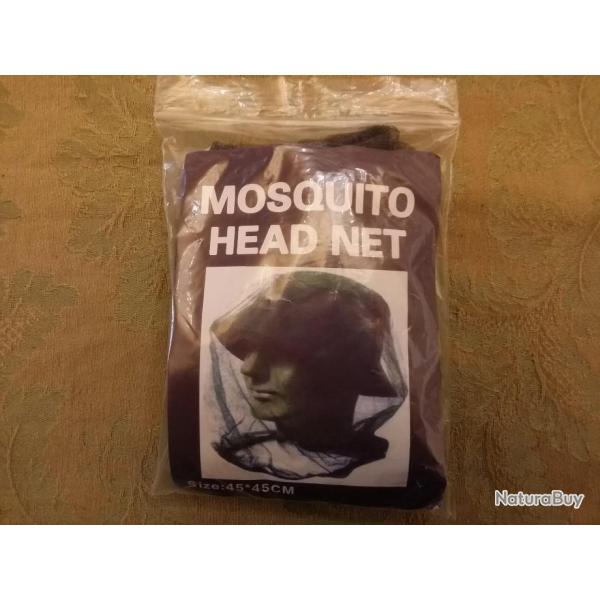 MOSQUITO
HEAD NET
Size:45*45CM
NaturaBuy